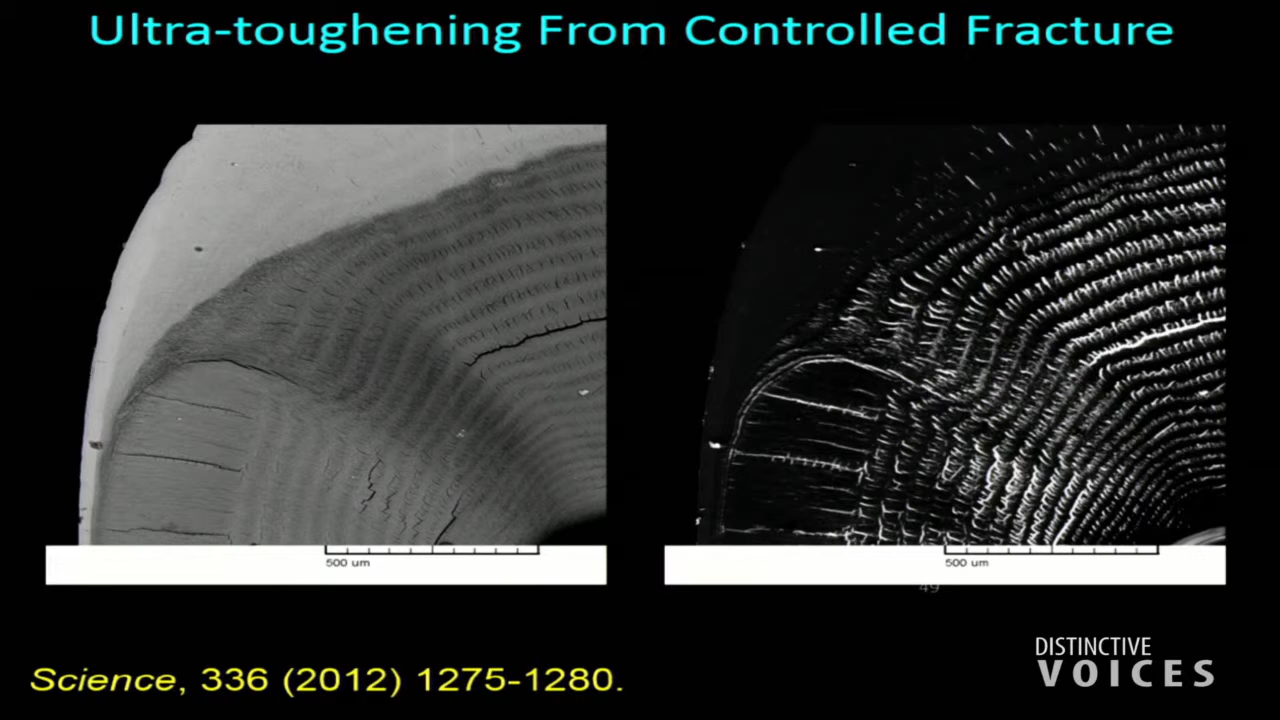 Ultra-toughening From Controlled Fracture
500 um
500 um
49
Science, 336 (2012) 1275-1280.
DISTINCTIVE
VOICES